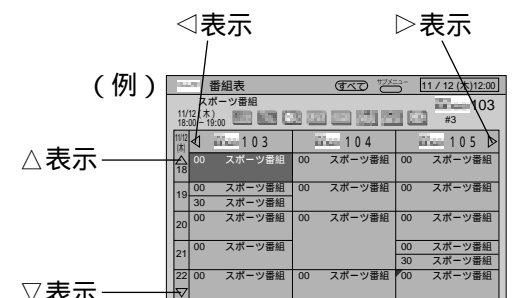 ◁表示 ▷表示
(例)
番組表 すべて サブメニュー 11/12(木)12:00
スポーツ番組
11/12(木)
18:00－19:00
103
#3
11/12(木) ◁ 103 104 105 ▷
△表示
△
18 00 スポーツ番組 00 スポーツ番組 00 スポーツ番組
19 00 スポーツ番組 00 スポーツ番組 00 スポーツ番組
30 スポーツ番組
20 00 スポーツ番組 00 スポーツ番組 00 スポーツ番組
21 00 スポーツ番組 00 スポーツ番組
30 スポーツ番組
22 00 スポーツ番組 00 スポーツ番組 00 スポーツ番組
▽表示
▽